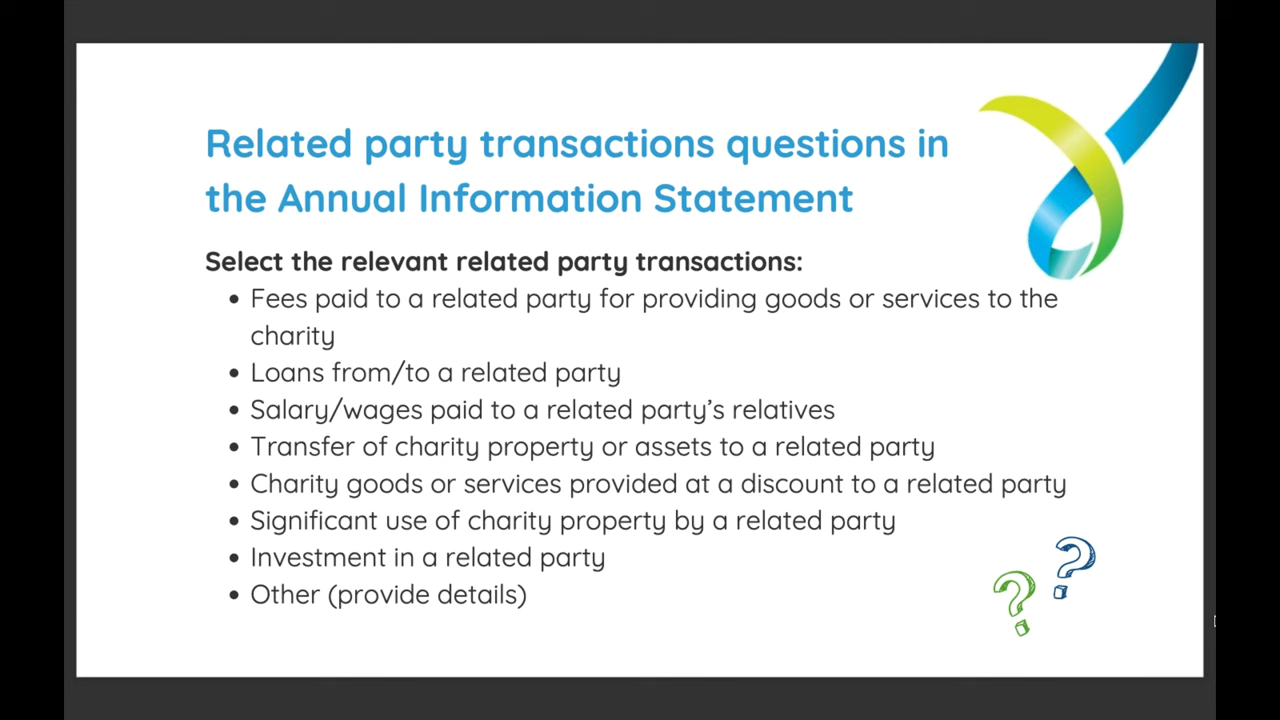 Related party transactions questions in
the Annual Information Statement
Select the relevant related party transactions:
• Fees paid to a related party for providing goods or services to the
charity
• Loans from/to a related party
• Salary/wages paid to a related party’s relatives
• Transfer of charity property or assets to a related party
• Charity goods or services provided at a discount to a related party
• Significant use of charity property by a related party
• Investment in a related party
• Other (provide details)
? ?